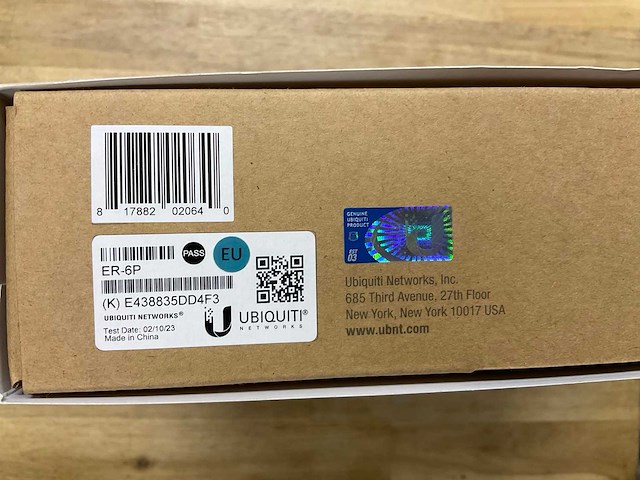 8 17882 02064 0
PASS
EU
ER-6P
(K) E438835DD4F3
UBIQUITI NETWORKS®
Test Date: 02/10/23
Made in China
UBIQUITI®
NETWORKS
GENUINE
UBIQUITI
PRODUCT
RST
03
Ubiquiti Networks, Inc.
685 Third Avenue, 27th Floor
New York, New York 10017 USA
www.ubnt.com